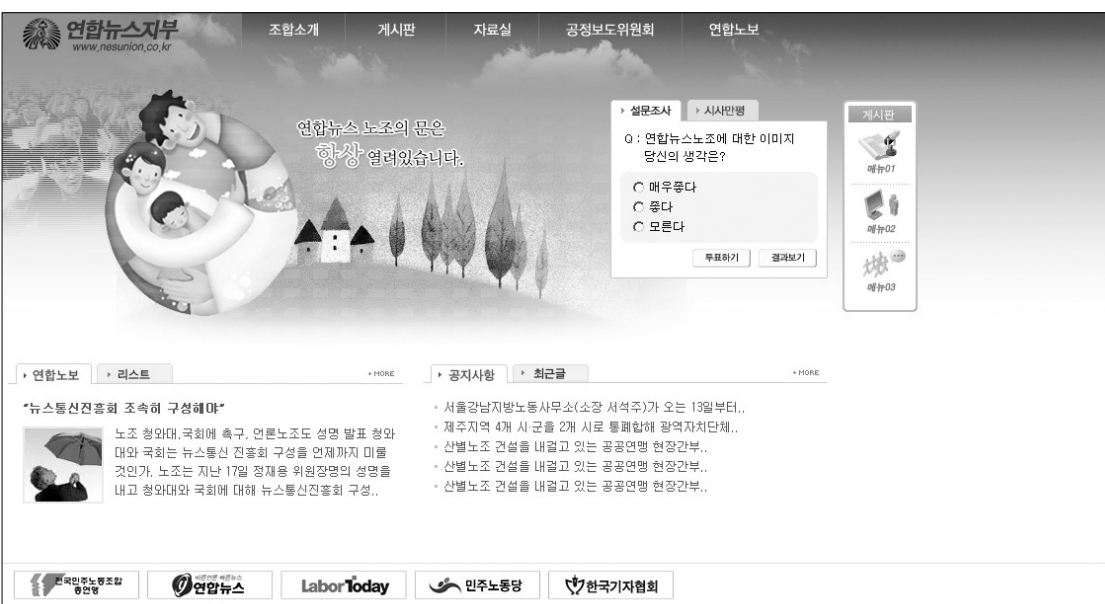 연합뉴스지부
www.nesunion.co.kr
조합소개 게시판 자료실 공정보도위원회 연합노보
연합뉴스 노조의 문은
항상 열려있습니다.
설문조사 시사만평
Q : 연합뉴스노조에 대한 이미지
당신의 생각은?
매우좋다
좋다
모른다
투표하기 결과보기
게시판
메뉴01
메뉴02
메뉴03
연합노보 리스트 + MORE
"뉴스통신진흥회 조속히 구성해야"
노조 청와대,국회에 촉구, 언론노조도 성명 발표 청와
대와 국회는 뉴스통신 진흥회 구성을 언제까지 미룰
것인가. 노조는 지난 17일 정재용 위원장명의 성명을
내고 청와대와 국회에 대해 뉴스통신진흥회 구성..
공지사항 최근글 + MORE
서울강남지방노동사무소(소장 서석주)가 오는 13일부터..
제주지역 4개 시·군을 2개 시로 통폐합해 광역자치단체..
산별노조 건설을 내걸고 있는 공공연맹 현장간부..
산별노조 건설을 내걸고 있는 공공연맹 현장간부..
산별노조 건설을 내걸고 있는 공공연맹 현장간부..
전국민주노동조합
총연맹
바른언론 빠른뉴스
연합뉴스
LaborToday
민주노동당
한국기자협회